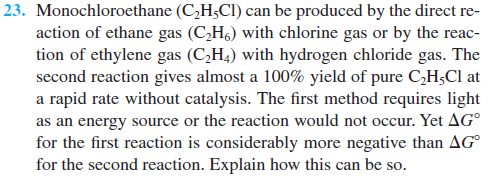 23. Monochloroethane (C₂H₅Cl) can be produced by the direct re-
action of ethane gas (C₂H₆) with chlorine gas or by the reac-
tion of ethylene gas (C₂H₄) with hydrogen chloride gas. The
second reaction gives almost a 100% yield of pure C₂H₅Cl at
a rapid rate without catalysis. The first method requires light
as an energy source or the reaction would not occur. Yet ΔG°
for the first reaction is considerably more negative than ΔG°
for the second reaction. Explain how this can be so.